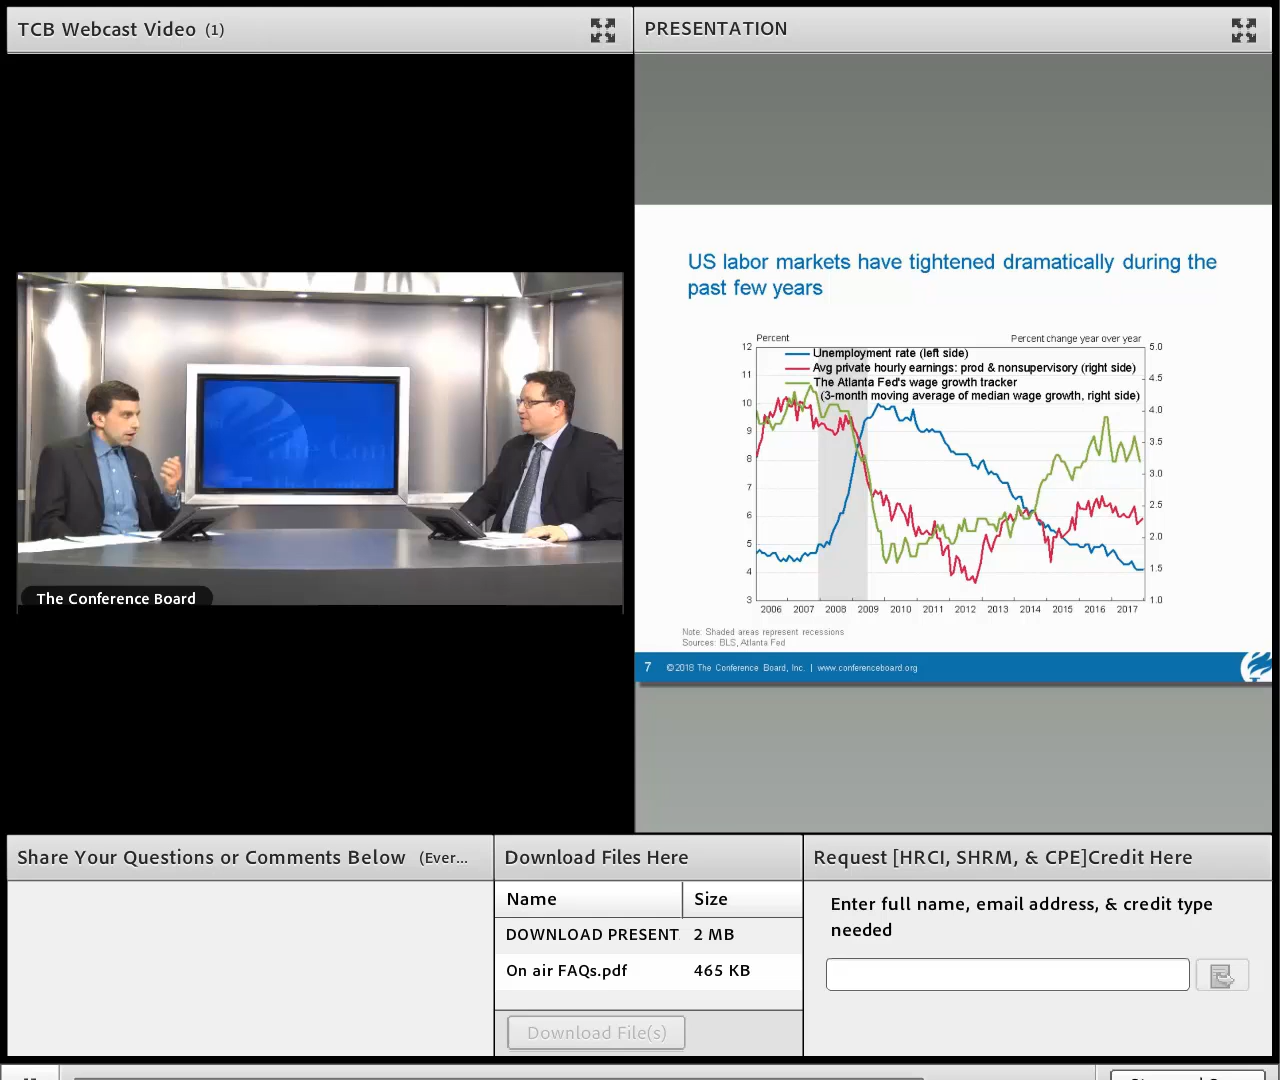 TCB Webcast Video (1)
PRESENTATION
The Conference Board
US labor markets have tightened dramatically during the
past few years
Percent
Percent change year over year
Unemployment rate (left side)
Avg private hourly earnings: prod & nonsupervisory (right side)
The Atlanta Fed's wage growth tracker
(3-month moving average of median wage growth, right side)
12
11
10
9
8
7
6
5
4
3
5.0
4.5
4.0
3.5
3.0
2.5
2.0
1.5
1.0
2006 2007 2008 2009 2010 2011 2012 2013 2014 2015 2016 2017
Note: Shaded areas represent recessions
Sources: BLS, Atlanta Fed
7 ©2018 The Conference Board, Inc. | www.conferenceboard.org
Share Your Questions or Comments Below (Ever...
Download Files Here
Name Size
DOWNLOAD PRESENT 2 MB
On air FAQs.pdf 465 KB
Download File(s)
Request [HRCI, SHRM, & CPE]Credit Here
Enter full name, email address, & credit type
needed